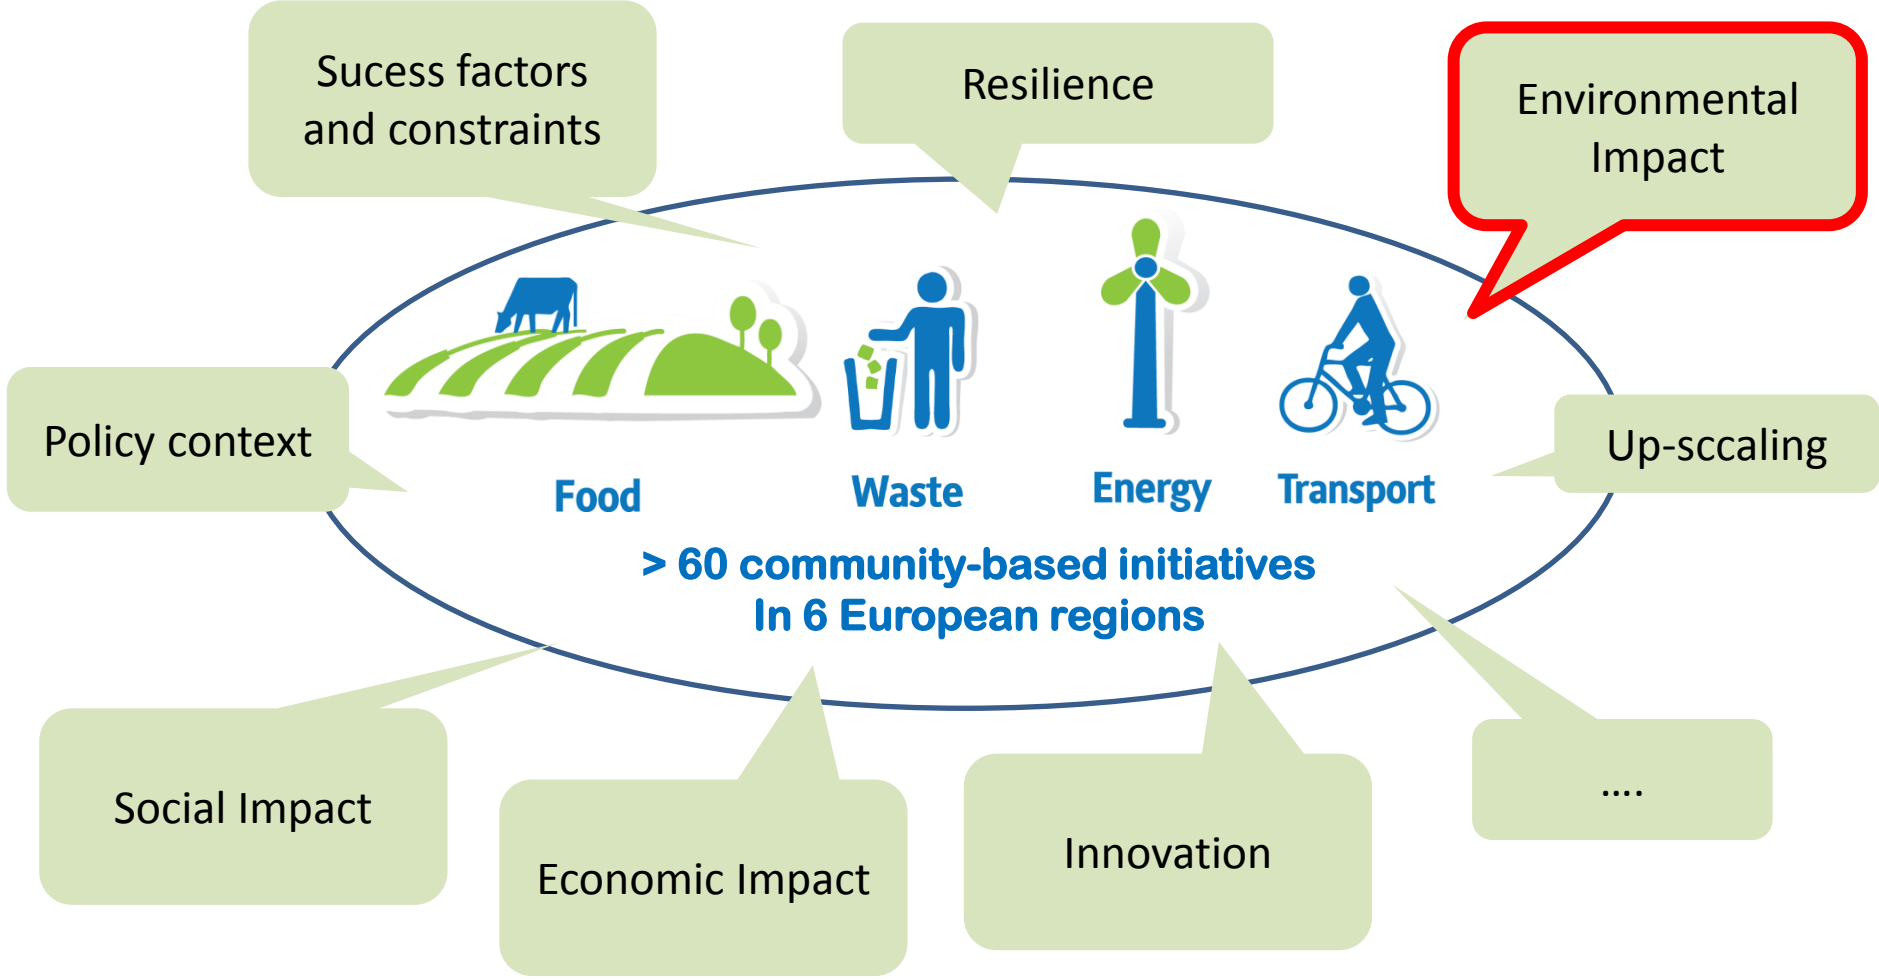 Sucess factors
and constraints
Resilience
Environmental
Impact
Policy context
Up-sccaling
Food
Waste
Energy
Transport
> 60 community-based initiatives
In 6 European regions
Social Impact
Economic Impact
Innovation
....